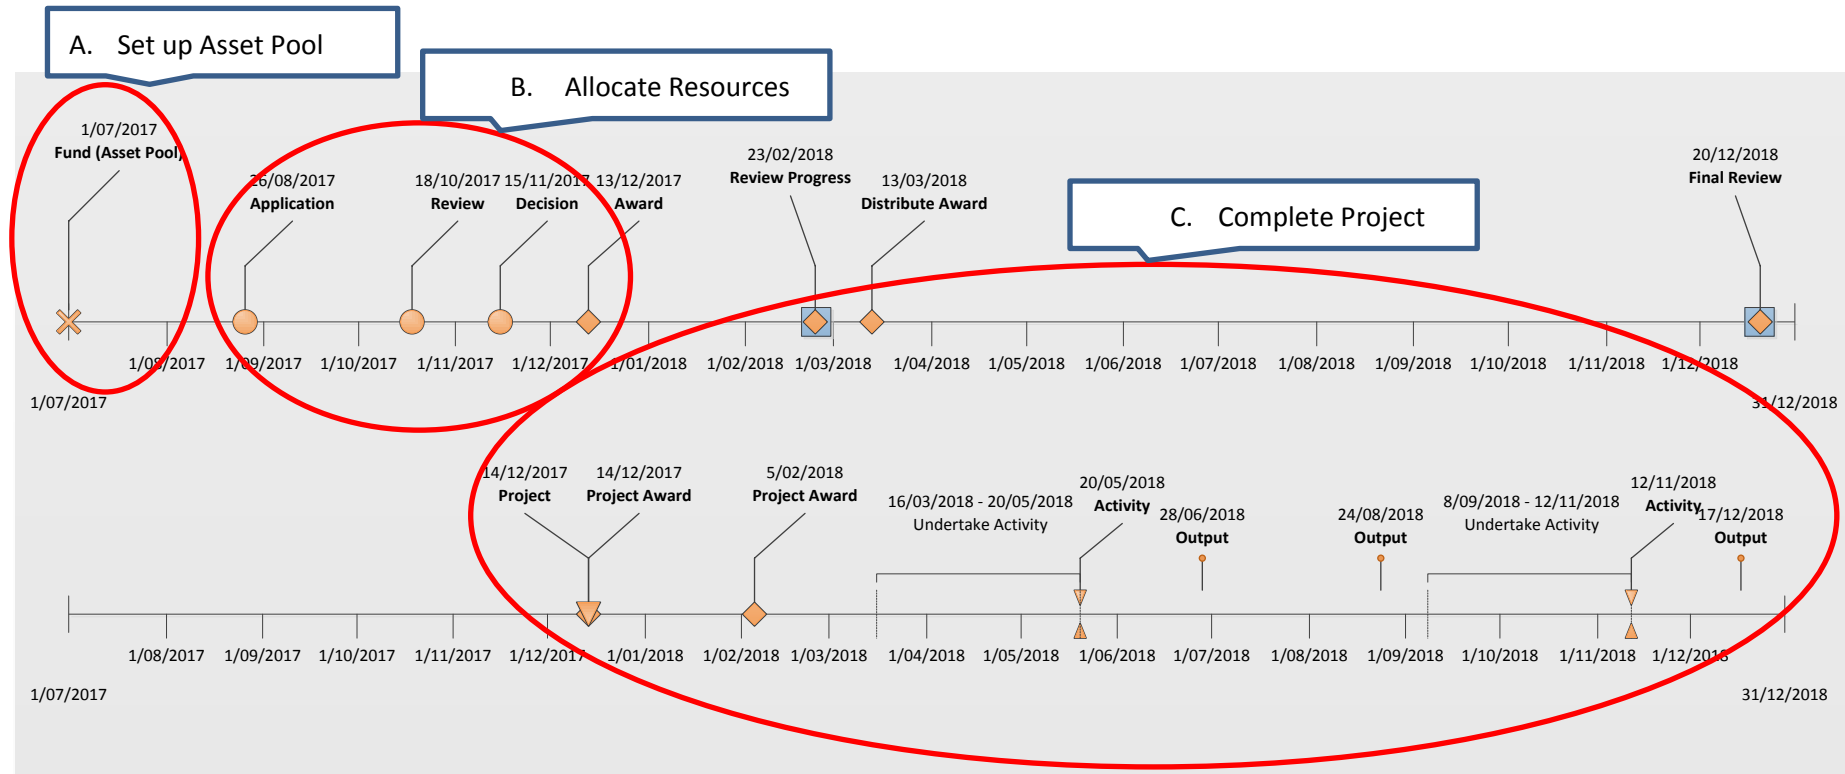 A. Set up Asset Pool
B. Allocate Resources
1/07/2017
Fund (Asset Pool)
26/08/2017
Application
18/10/2017
Review
15/11/2017
Decision
13/12/2017
Award
23/02/2018
Review Progress
13/03/2018
Distribute Award
C. Complete Project
20/12/2018
Final Review
1/08/2017
1/09/2017
1/10/2017
1/11/2017
1/12/2017
1/01/2018
1/02/2018
1/03/2018
1/04/2018
1/05/2018
1/06/2018
1/07/2018
1/08/2018
1/09/2018
1/10/2018
1/11/2018
1/12/2018
1/07/2017
31/12/2018
14/12/2017
Project
14/12/2017
Project Award
5/02/2018
Project Award
16/03/2018 - 20/05/2018
Undertake Activity
20/05/2018
Activity
28/06/2018
Output
24/08/2018
Output
8/09/2018 - 12/11/2018
Undertake Activity
12/11/2018
Activity
17/12/2018
Output
1/08/2017
1/09/2017
1/10/2017
1/11/2017
1/12/2017
1/01/2018
1/02/2018
1/03/2018
1/04/2018
1/05/2018
1/06/2018
1/07/2018
1/08/2018
1/09/2018
1/10/2018
1/11/2018
1/12/2018
1/07/2017
31/12/2018